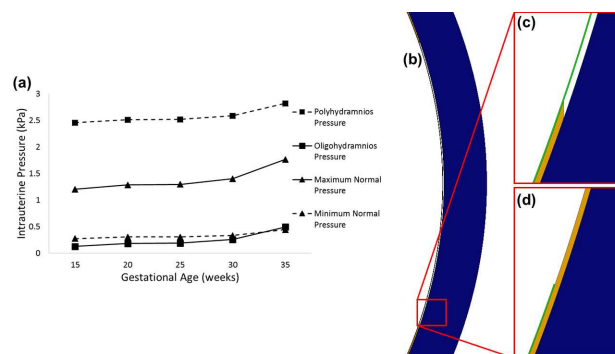 (a)
Intrauterine Pressure (kPa)
3
2.5
2
1.5
1
0.5
0
15 20 25 30 35
Gestational Age (weeks)
Polyhydramnios
Pressure
Oligohydramnios
Pressure
Maximum Normal
Pressure
Minimum Normal
Pressure
(b)
(c)
(d)